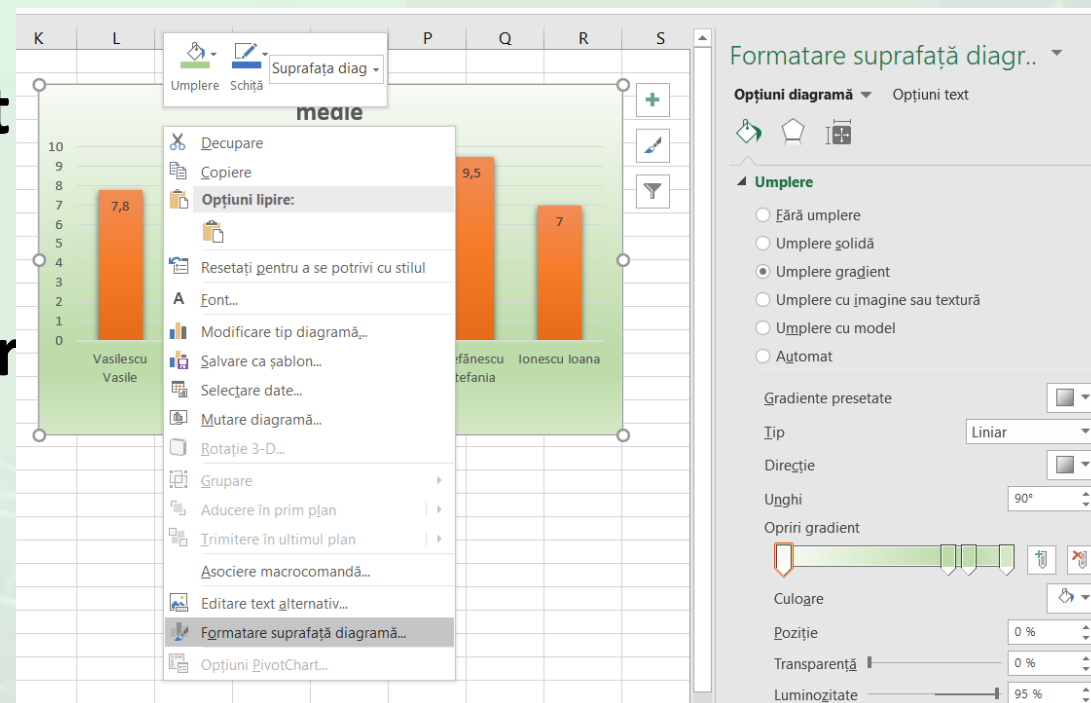 K L P Q R S
Umplere Schiță Suprafața diag
medie
10
9
8
7
6
5
4
3
2
1
0
7,8
9,5
7
Vasilescu
Vasile
efănescu
tefania
Ionescu Ioana
Decupare
Copiere
Opțiuni lipire:
Resetați pentru a se potrivi cu stilul
A Font...
Modificare tip diagramă...
Salvare ca șablon...
Selectare date...
Mutare diagramă...
Rotație 3-D...
Grupare
Aducere în prim plan
Trimitere în ultimul plan
Asociere macrocomandă...
Editare text alternativ...
Formatare suprafață diagramă...
Opțiuni PivotChart...
t
r
Formatare suprafață diagr..
Opțiuni diagramă Opțiuni text
Umplere
Fără umplere
Umplere solidă
Umplere gradient
Umplere cu imagine sau textură
Umplere cu model
Automat
Gradiente presetate
Tip Liniar
Direcție
Unghi 90°
Opriri gradient
Culoare
Poziție 0 %
Transparență 0 %
Luminozitate 95 %